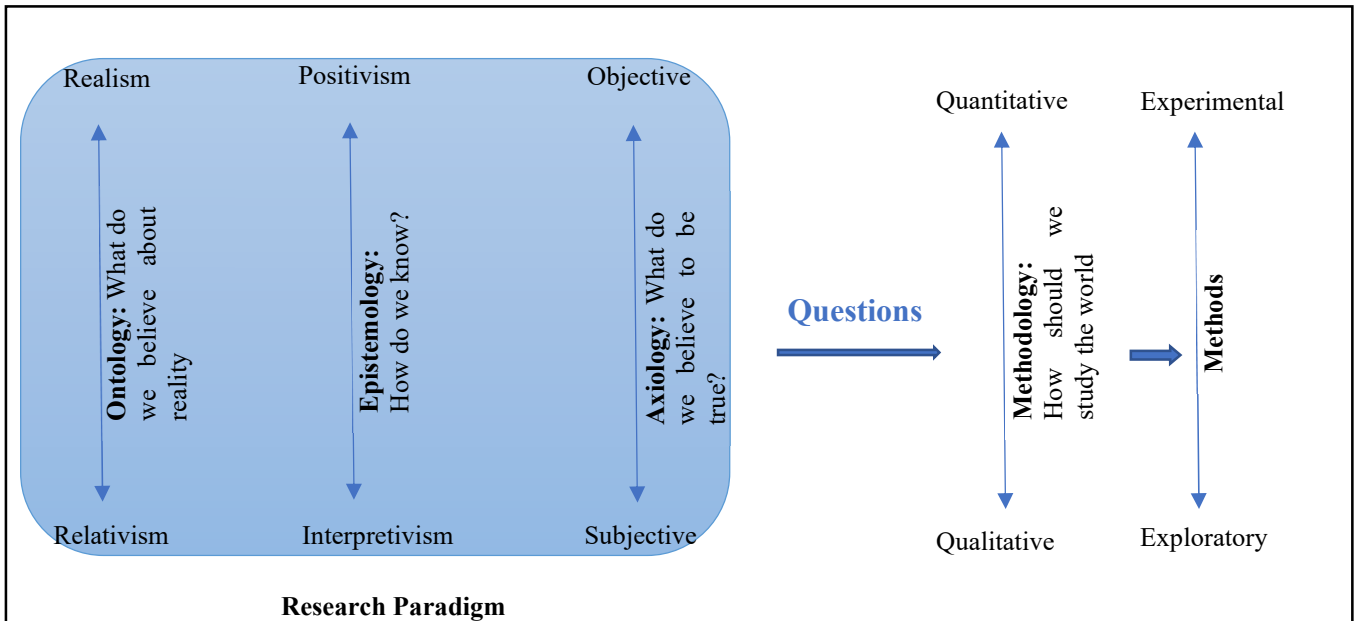 Realism
Positivism
Objective
Quantitative
Experimental
Ontology: What do
we believe about
reality
Epistemology:
How do we know?
Axiology: What do
we believe to be
true?
Questions
Methodology:
How should we
study the world
Methods
Relativism
Interpretivism
Subjective
Qualitative
Exploratory
Research Paradigm